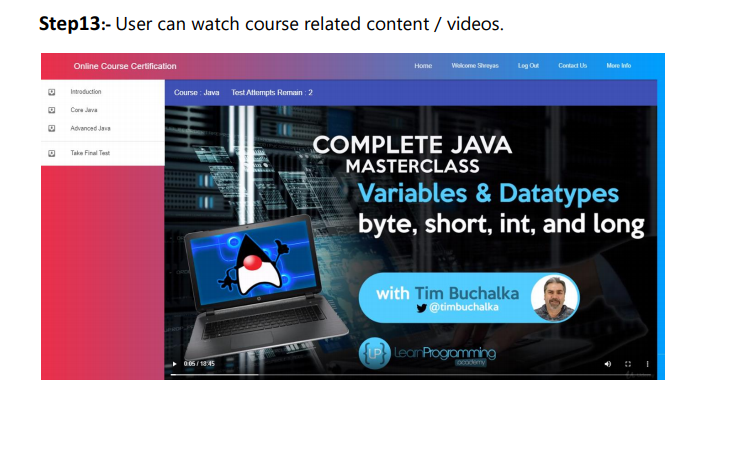 Step13:- User can watch course related content / videos.
Online Course Certification
Home
Welcome Shreyas
Log Out
Contact Us
More Info
Introduction
Core Java
Advanced Java
Take Final Test
Course : Java Test Attempts Remain : 2
COMPLETE JAVA
MASTERCLASS
Variables & Datatypes
byte, short, int, and long
with Tim Buchalka
@timbuchalka
LP LearnProgramming
academy
0:05 / 18:45